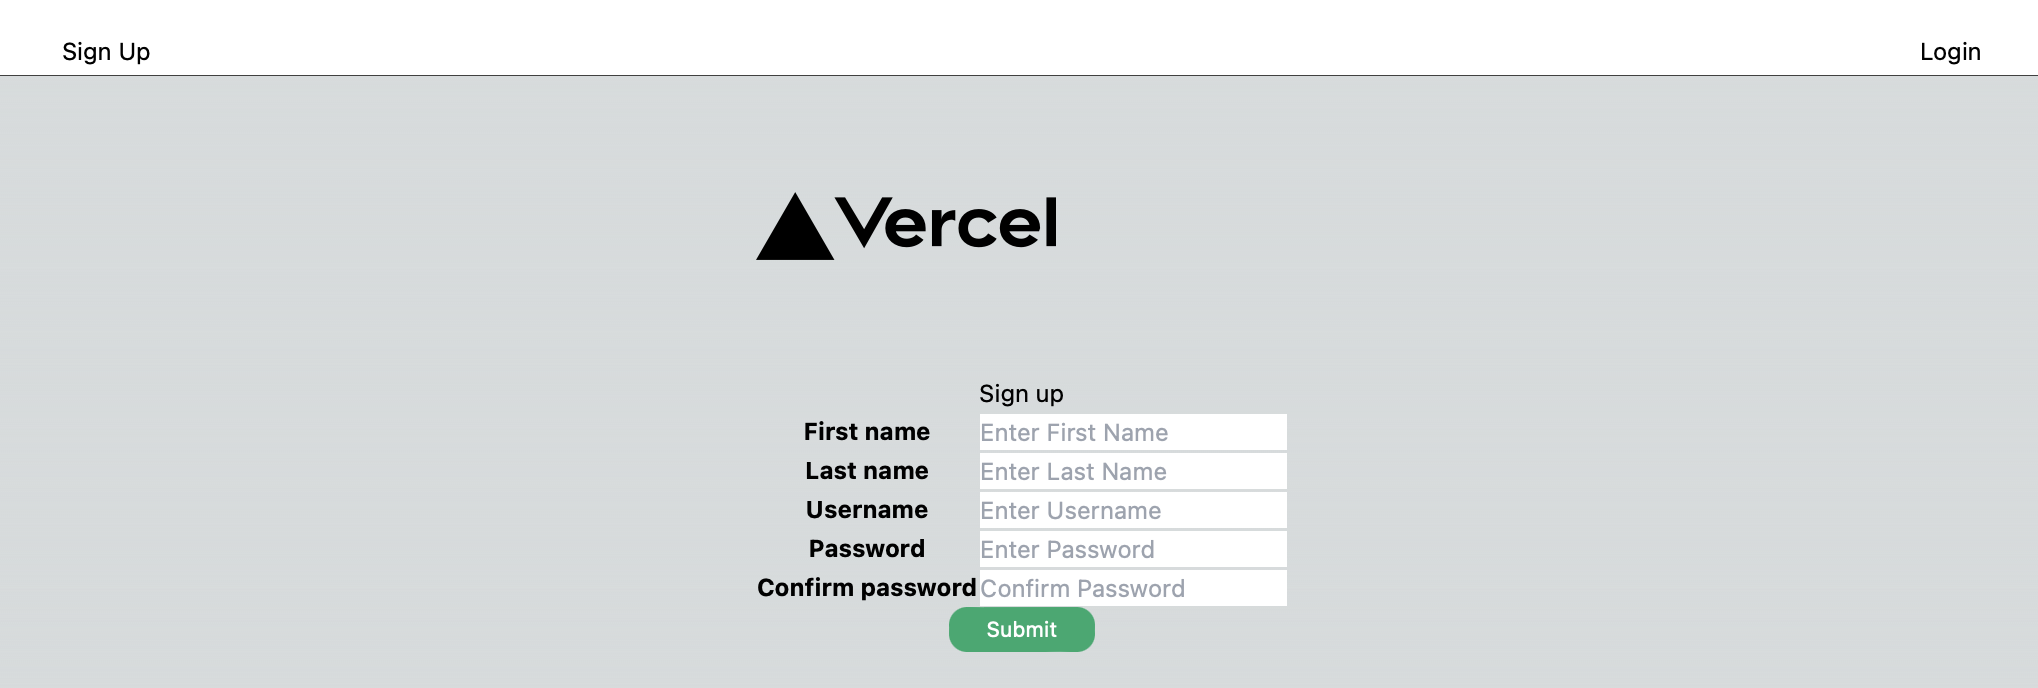 Sign Up Login
Vercel
Sign up
First name Enter First Name
Last name Enter Last Name
Username Enter Username
Password Enter Password
Confirm password Confirm Password
Submit